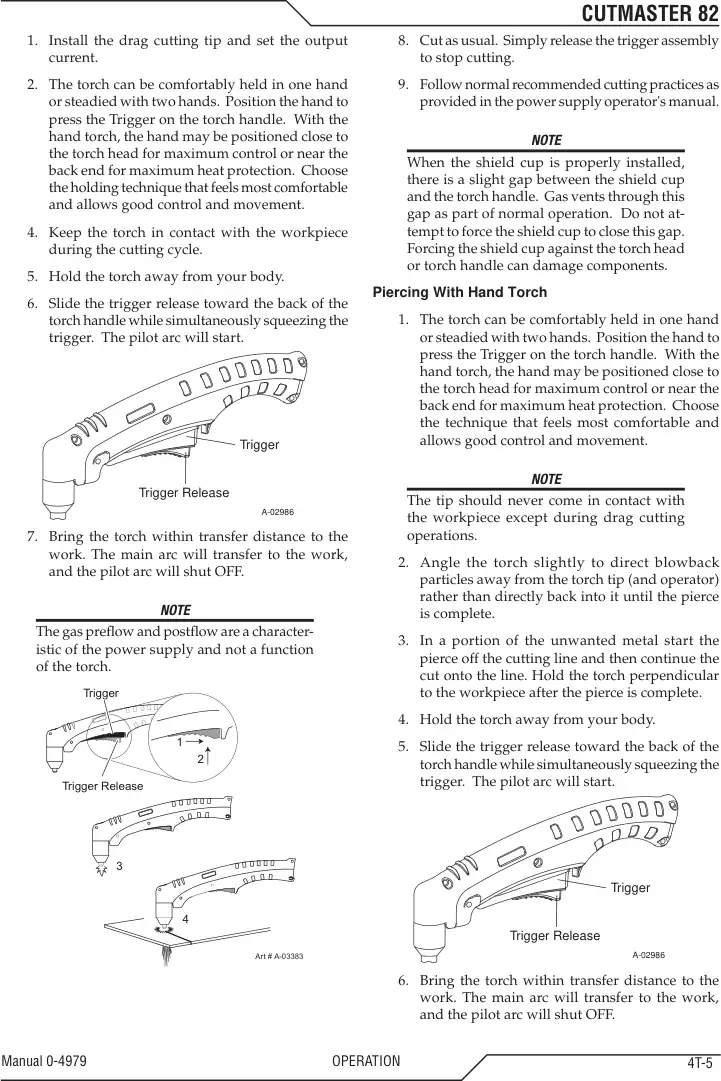 CUTMASTER 82
1. Install the drag cutting tip and set the output
current.
2. The torch can be comfortably held in one hand
or steadied with two hands. Position the hand to
press the Trigger on the torch handle. With the
hand torch, the hand may be positioned close to
the torch head for maximum control or near the
back end for maximum heat protection. Choose
the holding technique that feels most comfortable
and allows good control and movement.
4. Keep the torch in contact with the workpiece
during the cutting cycle.
5. Hold the torch away from your body.
6. Slide the trigger release toward the back of the
torch handle while simultaneously squeezing the
trigger. The pilot arc will start.
Trigger
Trigger Release
A-02986
7. Bring the torch within transfer distance to the
work. The main arc will transfer to the work,
and the pilot arc will shut OFF.
NOTE
The gas preflow and postflow are a character-
istic of the power supply and not a function
of the torch.
Trigger
1
2
Trigger Release
3
4
Art # A-03383
8. Cut as usual. Simply release the trigger assembly
to stop cutting.
9. Follow normal recommended cutting practices as
provided in the power supply operator's manual.
NOTE
When the shield cup is properly installed,
there is a slight gap between the shield cup
and the torch handle. Gas vents through this
gap as part of normal operation. Do not at-
tempt to force the shield cup to close this gap.
Forcing the shield cup against the torch head
or torch handle can damage components.
Piercing With Hand Torch
1. The torch can be comfortably held in one hand
or steadied with two hands. Position the hand to
press the Trigger on the torch handle. With the
hand torch, the hand may be positioned close to
the torch head for maximum control or near the
back end for maximum heat protection. Choose
the technique that feels most comfortable and
allows good control and movement.
NOTE
The tip should never come in contact with
the workpiece except during drag cutting
operations.
2. Angle the torch slightly to direct blowback
particles away from the torch tip (and operator)
rather than directly back into it until the pierce
is complete.
3. In a portion of the unwanted metal start the
pierce off the cutting line and then continue the
cut onto the line. Hold the torch perpendicular
to the workpiece after the pierce is complete.
4. Hold the torch away from your body.
5. Slide the trigger release toward the back of the
torch handle while simultaneously squeezing the
trigger. The pilot arc will start.
Trigger
Trigger Release
A-02986
6. Bring the torch within transfer distance to the
work. The main arc will transfer to the work,
and the pilot arc will shut OFF.
Manual 0-4979
OPERATION
4T-5